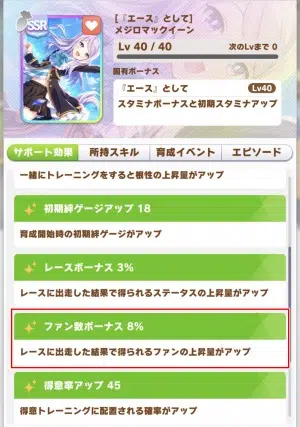 SSR
[『エース』として]
メジロマックイーン
Lv 40 / 40 次のLvまで 0
固有ボーナス
『エース』として Lv40
スタミナボーナスと初期スタミナアップ
サポート効果 所持スキル 育成イベント エピソード
一緒にトレーニングをすると根性の上昇量がアップ
初期絆ゲージアップ 18
育成開始時の絆ゲージがアップ
レースボーナス 3%
レースに出走した結果で得られるステータスの上昇量がアップ
ファン数ボーナス 8%
レースに出走した結果で得られるファンの上昇量がアップ
得意率アップ 45
得意トレーニングに配置される確率がアップ